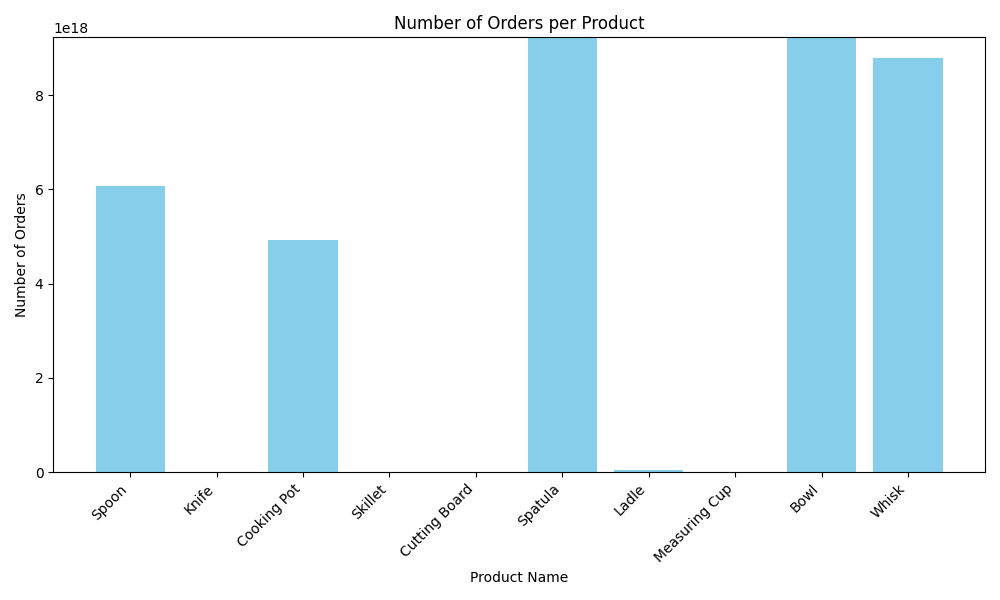 Number of Orders per Product
1e18
8
6
4
2
0
Number of Orders
Spoon
Knife
Cooking Pot
Skillet
Cutting Board
Spatula
Ladle
Measuring Cup
Bowl
Whisk
Product Name